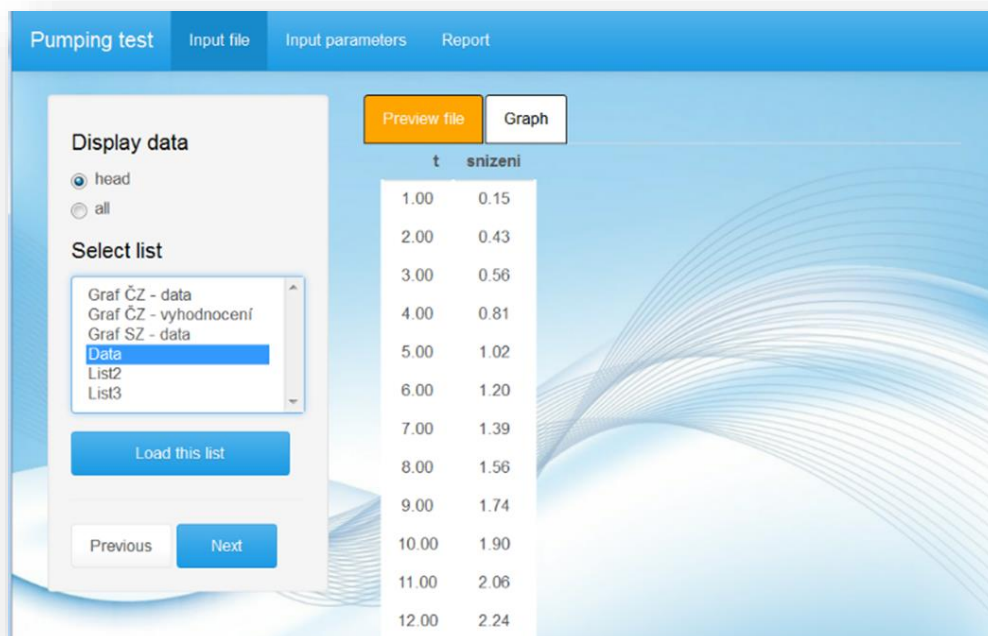 Pumping test Input file Input parameters Report
Display data
head
all
Select list
Graf ČZ - data
Graf ČZ - vyhodnocení
Graf SZ - data
Data
List2
List3
Load this list
Previous Next
Preview file Graph
t snizeni
1.00 0.15
2.00 0.43
3.00 0.56
4.00 0.81
5.00 1.02
6.00 1.20
7.00 1.39
8.00 1.56
9.00 1.74
10.00 1.90
11.00 2.06
12.00 2.24